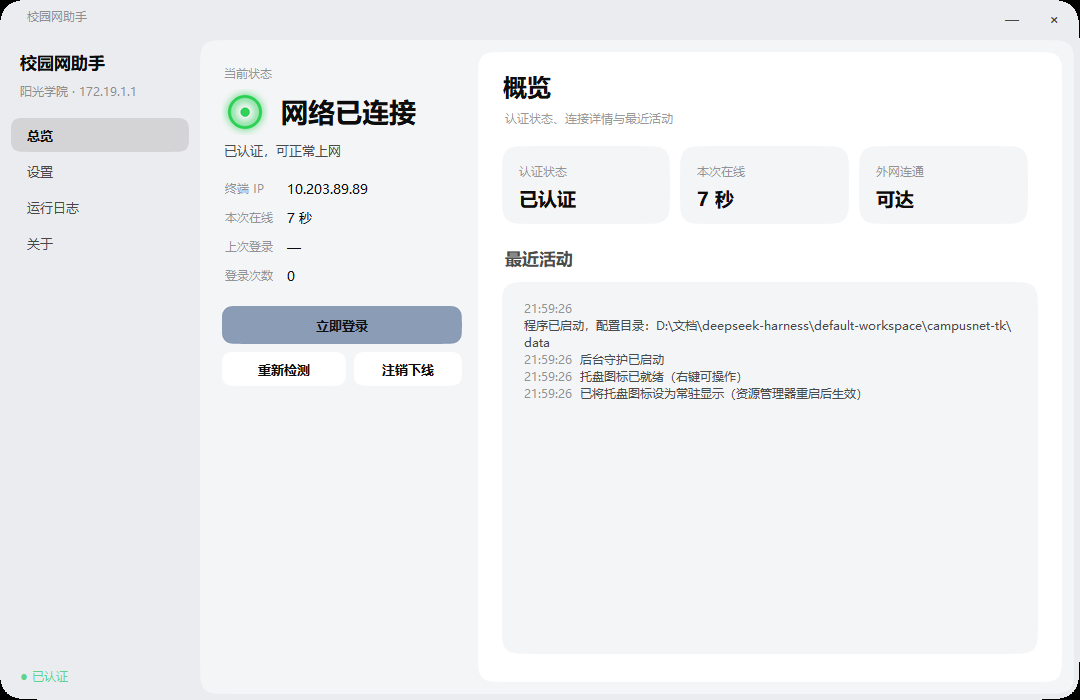 校园网助手
— ×
校园网助手
阳光学院 · 172.19.1.1
总览
设置
运行日志
关于
● 已认证
当前状态
网络已连接
已认证，可正常上网
终端 IP 10.203.89.89
本次在线 7 秒
上次登录 —
登录次数 0
立即登录
重新检测 注销下线
概览
认证状态、连接详情与最近活动
认证状态
已认证
本次在线
7 秒
外网连通
可达
最近活动
21:59:26
程序已启动，配置目录：D:\文档\deepseek-harness\default-workspace\campusnet-tk\
data
21:59:26 后台守护已启动
21:59:26 托盘图标已就绪（右键可操作）
21:59:26 已将托盘图标设为常驻显示（资源管理器重启后生效）